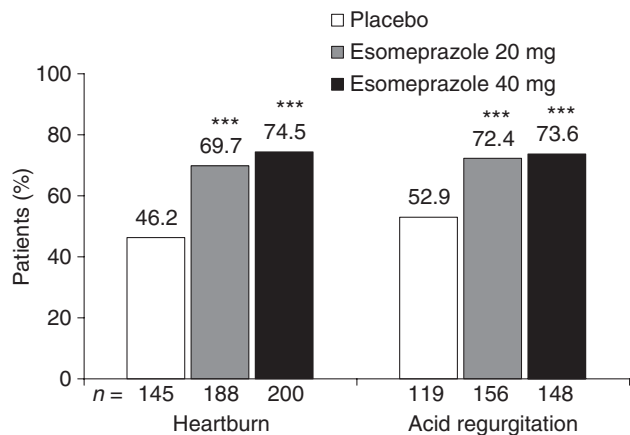 Placebo
Esomeprazole 20 mg
Esomeprazole 40 mg
100
80
60
40
20
0
Patients (%)
46.2
***
69.7
***
74.5
52.9
***
72.4
***
73.6
n = 145 188 200 119 156 148
Heartburn Acid regurgitation